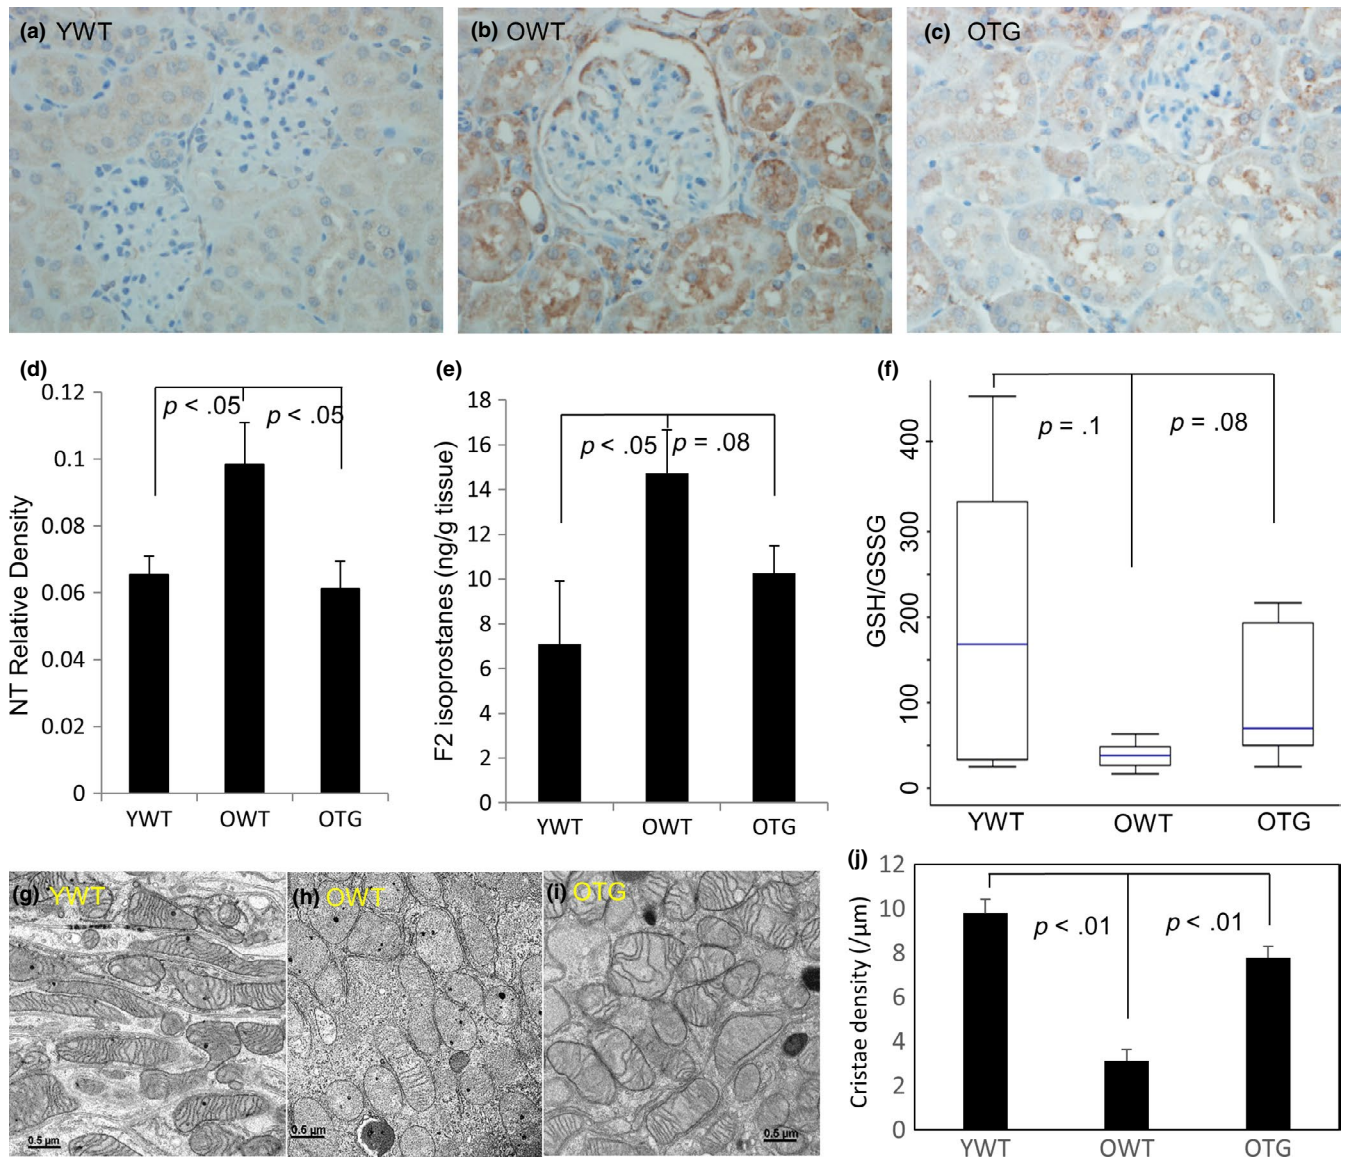 (a) YWT
(b) OWT
(c) OTG
(d)
NT Relative Density
0.12
0.1
0.08
0.06
0.04
0.02
0
p < .05
p < .05
YWT OWT OTG
(e)
F2 isoprostanes (ng/g tissue)
18
16
14
12
10
8
6
4
2
0
p < .05 p = .08
YWT OWT OTG
(f)
GSH/GSSG
400
300
200
100
0
p = .1
p = .08
YWT OWT OTG
(g) YWT
0.5 µm
(h) OWT
0.5 µm
(i) OTG
0.5 µm
(j)
Cristae density (/µm)
12
10
8
6
4
2
0
p < .01
p < .01
YWT OWT OTG